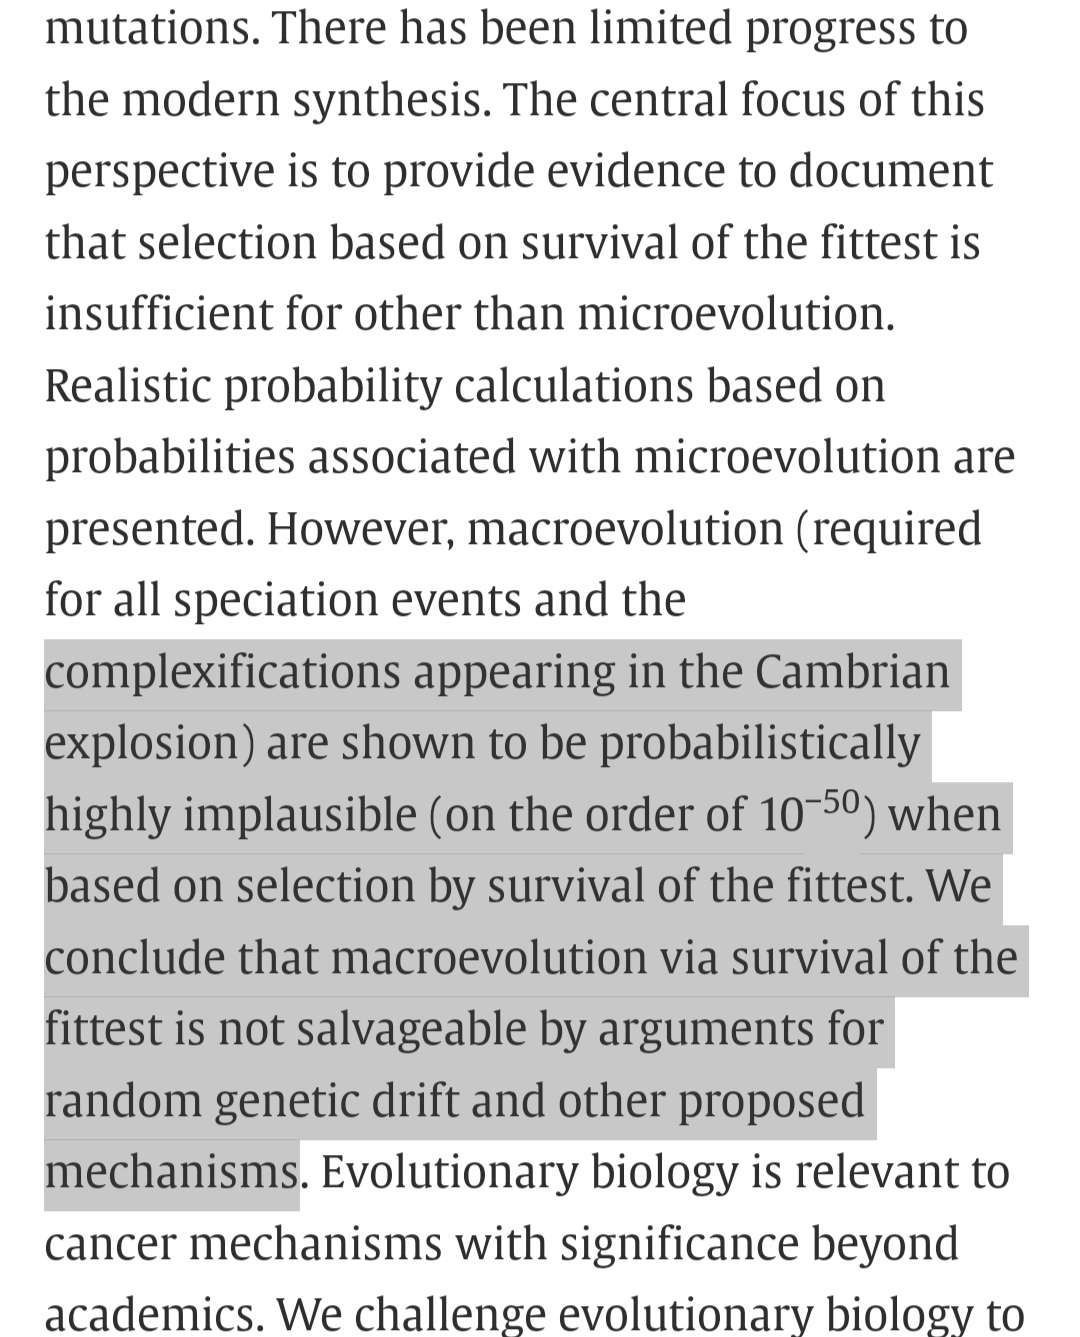 mutations. There has been limited progress to
the modern synthesis. The central focus of this
perspective is to provide evidence to document
that selection based on survival of the fittest is
insufficient for other than microevolution.
Realistic probability calculations based on
probabilities associated with microevolution are
presented. However, macroevolution (required
for all speciation events and the
complexifications appearing in the Cambrian
explosion) are shown to be probabilistically
highly implausible (on the order of 10⁻⁵⁰) when
based on selection by survival of the fittest. We
conclude that macroevolution via survival of the
fittest is not salvageable by arguments for
random genetic drift and other proposed
mechanisms. Evolutionary biology is relevant to
cancer mechanisms with significance beyond
academics. We challenge evolutionary biology to